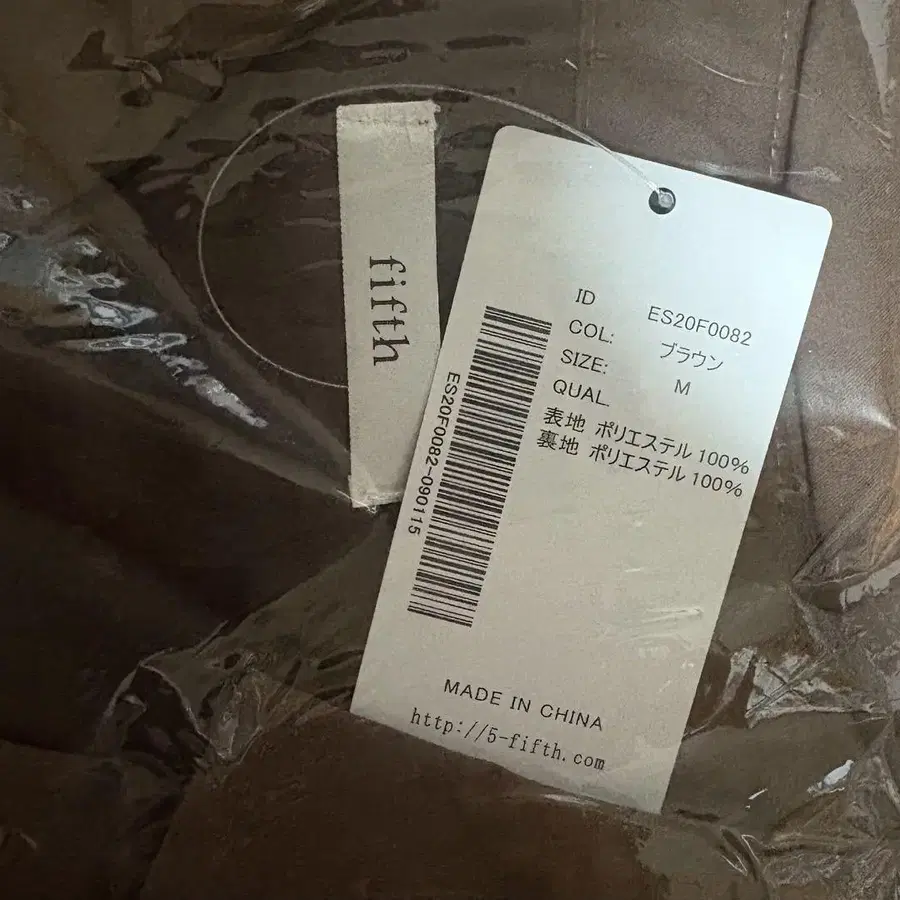 fifth
ID ES20F0082
COL: ブラウン
SIZE: M
QUAL.
表地 ポリエステル 100%
裏地 ポリエステル 100%
ES20F0082-090115
MADE IN CHINA
http://5-fifth.com